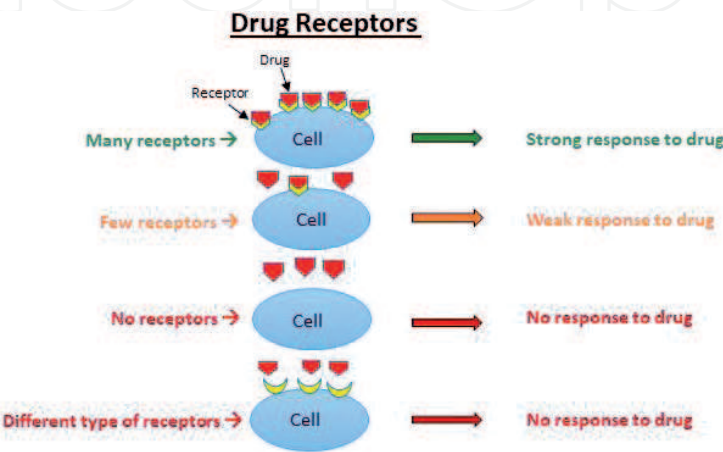 Drug Receptors
Drug
Receptor
Many receptors → Cell Strong response to drug
Few receptors → Cell Weak response to drug
No receptors → Cell No response to drug
Different type of receptors → Cell No response to drug